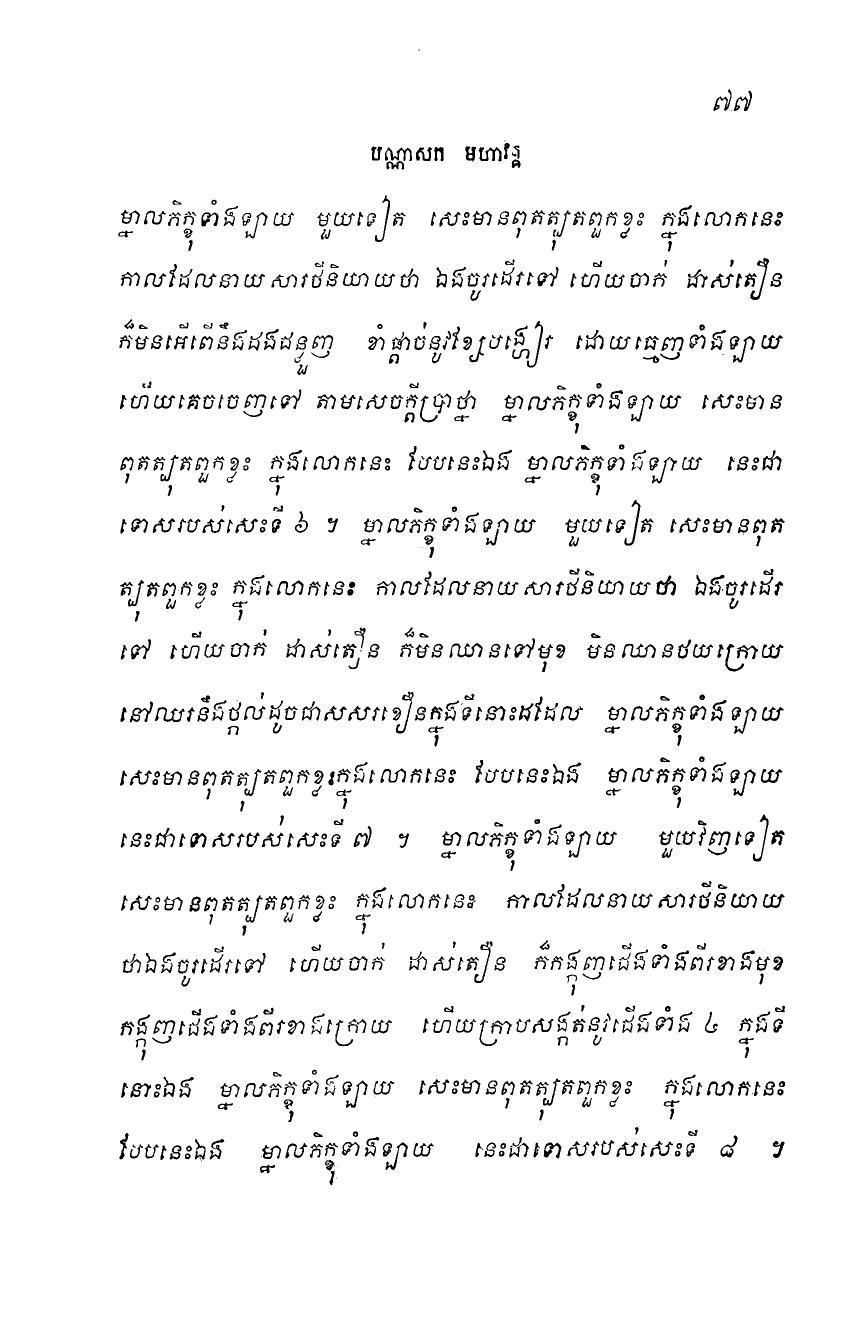 ៧៧
បណ្ណាសក មហាវគ្គ
ម្នាលភិក្ខុទាំងឡាយ មួយទៀត សេះមានពុតត្បុតពួកខ្លះ ក្នុងលោកនេះ
កាលដែលនាយសារថីនិយាយថា ឯងចូរដើរទៅ ហើយចាក់ ដាស់តឿន
ក៏មិនអើពើនឹងដងជន្ទួញ ខាំផ្តាច់នូវខ្សែបង្ហៀរ ដោយធ្មេញទាំងឡាយ
ហើយគេចចេញទៅ តាមសេចក្តីប្រាថ្នា ម្នាលភិក្ខុទាំងឡាយ សេះមាន
ពុតត្បុតពួកខ្លះ ក្នុងលោកនេះ បែបនេះឯង ម្នាលភិក្ខុទាំងឡាយ នេះជា
ទោសរបស់សេះទី ៦ ។ ម្នាលភិក្ខុទាំងឡាយ មួយទៀត សេះមានពុត
ត្បុតពួកខ្លះ ក្នុងលោកនេះ កាលដែលនាយសារថីនិយាយថា ឯងចូរដើរ
ទៅ ហើយចាក់ ដាស់តឿន ក៏មិនឈានទៅមុខ មិនឈានថយក្រោយ
នៅឈរនឹងថ្កល់ដូចជាសសរខឿនក្នុងទីនោះដដែល ម្នាលភិក្ខុទាំងឡាយ
សេះមានពុតត្បុតពួកខ្លះក្នុងលោកនេះ បែបនេះឯង ម្នាលភិក្ខុទាំងឡាយ
នេះជាទោសរបស់សេះទី ៧ ។ ម្នាលភិក្ខុទាំងឡាយ មួយវិញទៀត
សេះមានពុតត្បុតពួកខ្លះ ក្នុងលោកនេះ កាលដែលនាយសារថីនិយាយ
ថាឯងចូរដើរទៅ ហើយចាក់ ដាស់តឿន ក៏កង្កុញជើងទាំងពីរខាងមុខ
កង្កុញជើងទាំងពីរខាងក្រោយ ហើយក្រាបសង្កត់នូវជើងទាំង ៤ ក្នុងទី
នោះឯង ម្នាលភិក្ខុទាំងឡាយ សេះមានពុតត្បុតពួកខ្លះ ក្នុងលោកនេះ
បែបនេះឯង ម្នាលភិក្ខុទាំងឡាយ នេះជាទោសរបស់សេះទី ៨ ។